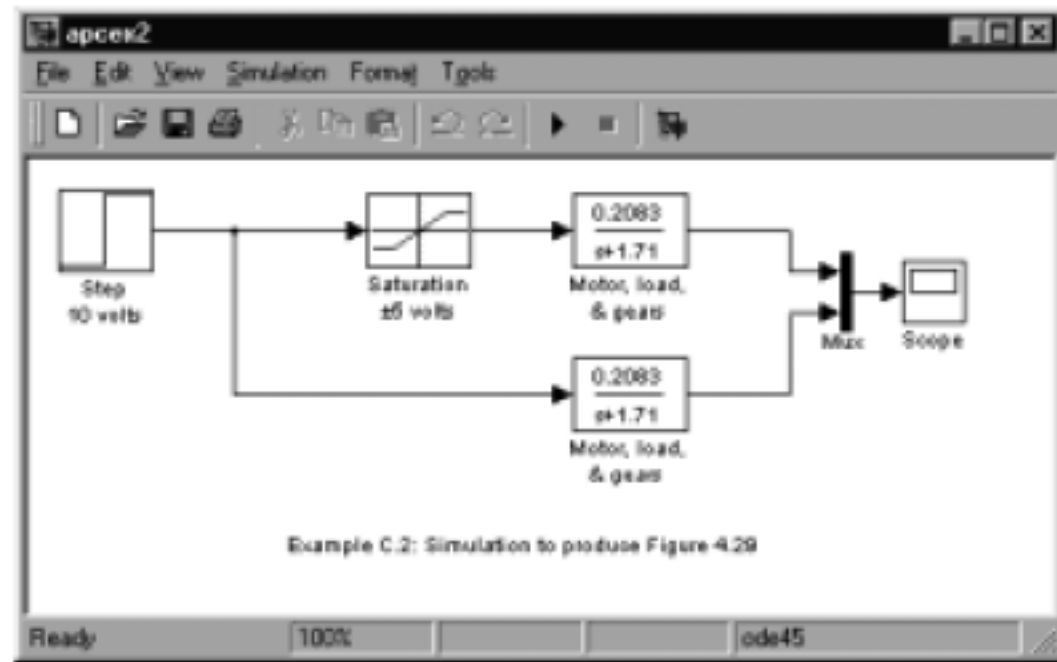 apcex2
File Edit View Simulation Format Tools
Step
10 volts
Saturation
±5 volts
0.2083
s+1.71
Motor, load,
& gears
0.2083
s+1.71
Motor, load,
& gears
Mux
Scope
Example C.2: Simulation to produce Figure 4.29
Ready 100% ode45